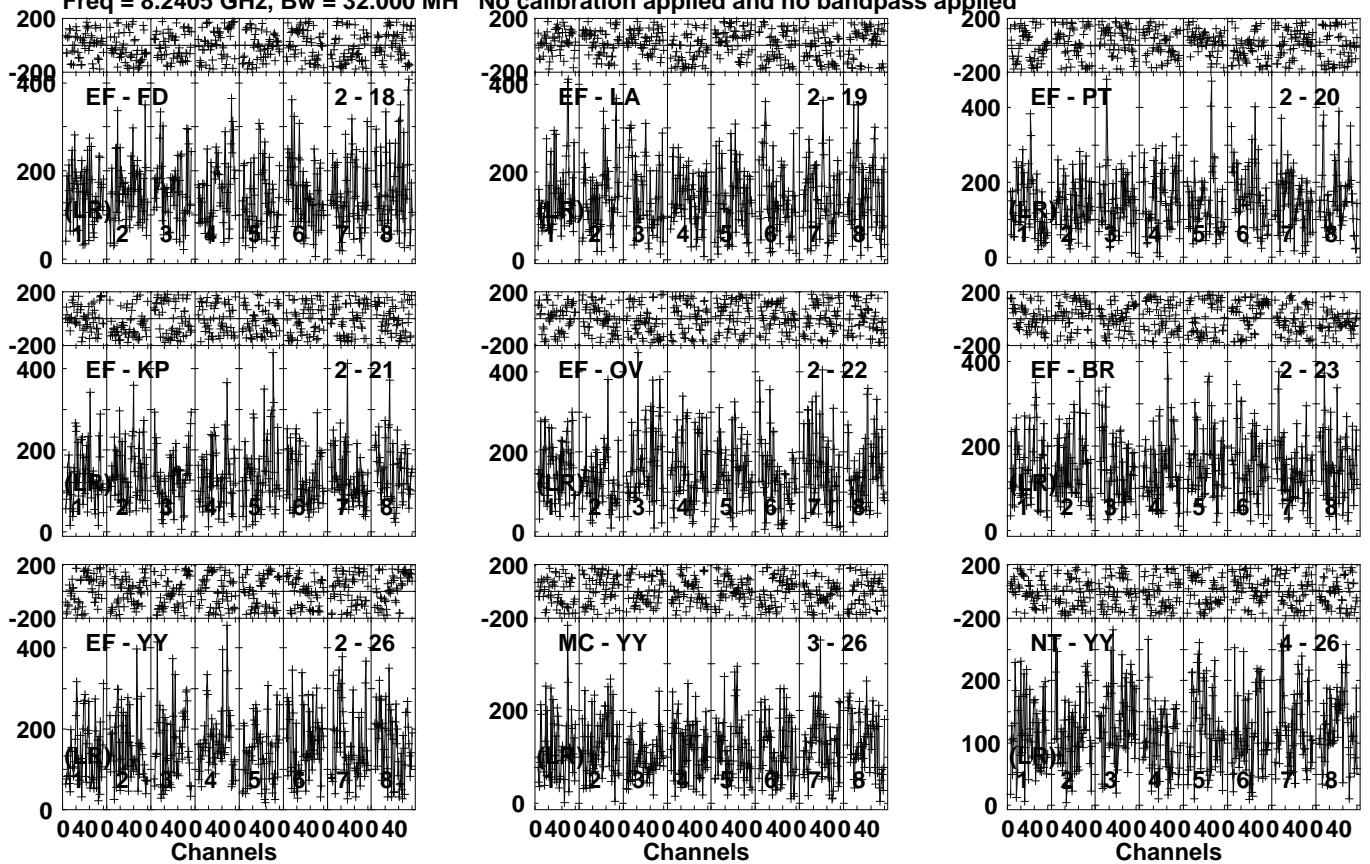 Freq = 8.2405 GHz, Bw = 32.000 MH No calibration applied and no bandpass applied
200
-200
400
200
0
EF - FD 2 - 18
(LR)
1 2 3 4 5 6 7 8
200
-200
400
200
0
EF - LA 2 - 19
(LR)
1 2 3 4 5 6 7 8
200
-200
400
200
0
EF - PT 2 - 20
(LR)
1 2 3 4 5 6 7 8
200
-200
400
200
0
EF - KP 2 - 21
(LR)
1 2 3 4 5 6 7 8
200
-200
400
200
0
EF - OV 2 - 22
(LR)
1 2 3 4 5 6 7 8
200
-200
400
200
0
EF - BR 2 - 23
(LR)
1 2 3 4 5 6 7 8
200
-200
400
200
0
EF - YY 2 - 26
(LR)
1 2 3 4 5 6 7 8
0 40 0 40 0 40 0 40 0 40 0 40 0 40 0 40
Channels
200
-200
200
0
MC - YY 3 - 26
(LR)
1 2 3 4 5 6 7 8
0 40 0 40 0 40 0 40 0 40 0 40 0 40 0 40
Channels
200
-200
200
100
0
NT - YY 4 - 26
(LR)
1 2 3 4 5 6 7 8
0 40 0 40 0 40 0 40 0 40 0 40 0 40 0 40
Channels